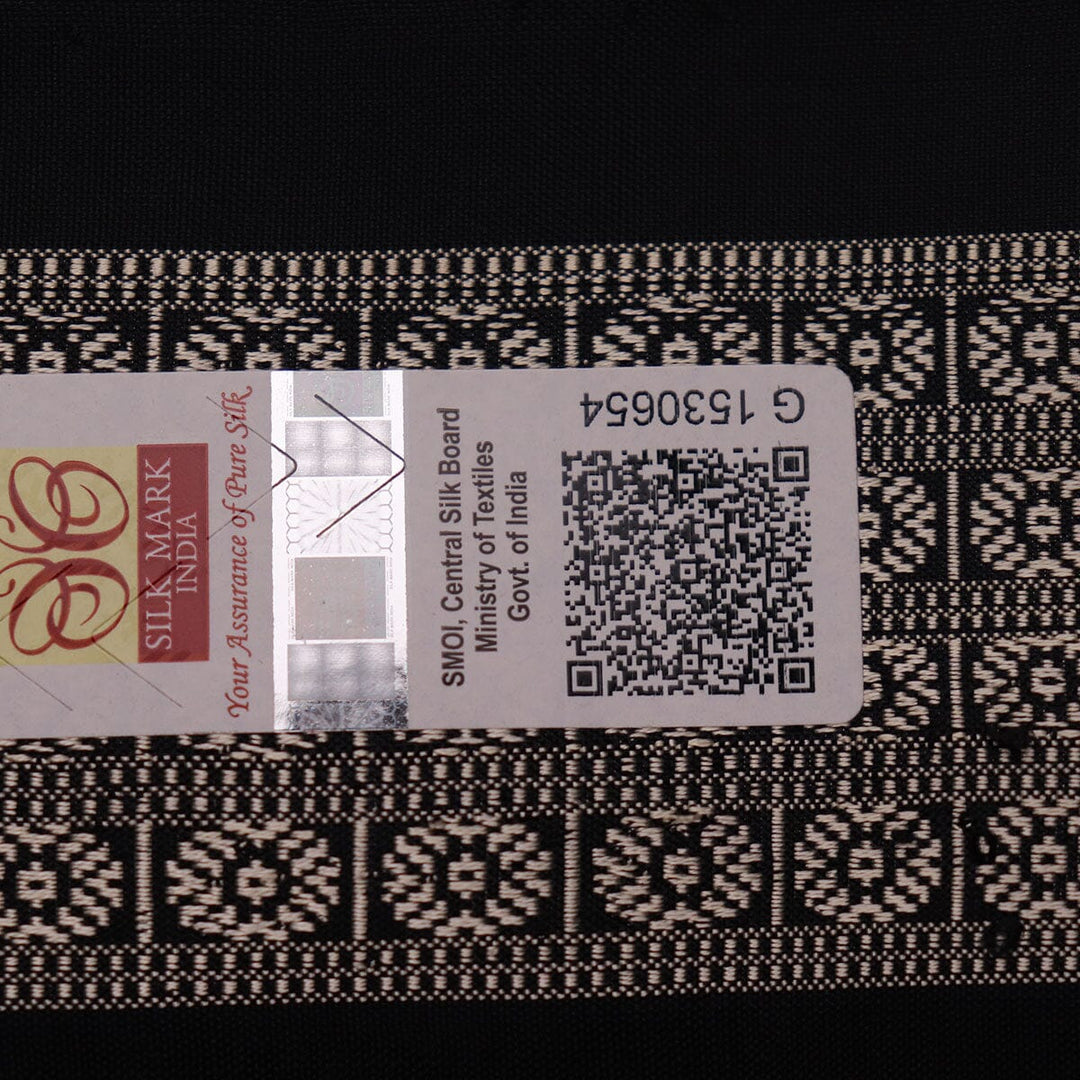 SILK MARK
INDIA
Your Assurance of Pure Silk
SMOI, Central Silk Board
Ministry of Textiles
Govt. of India
G 1530654